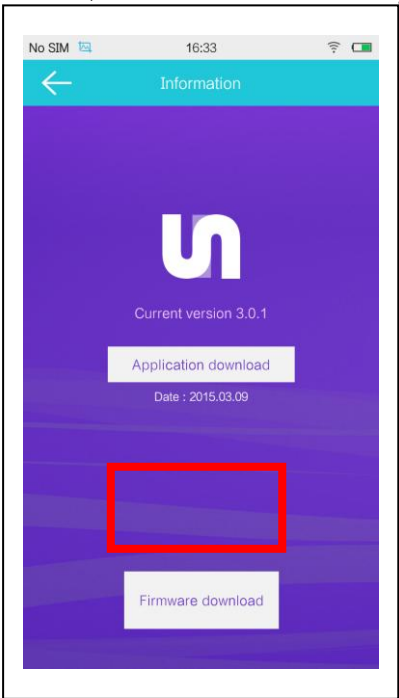 No SIM 16:33
Information
Current version 3.0.1
Application download
Date : 2015.03.09
Firmware download